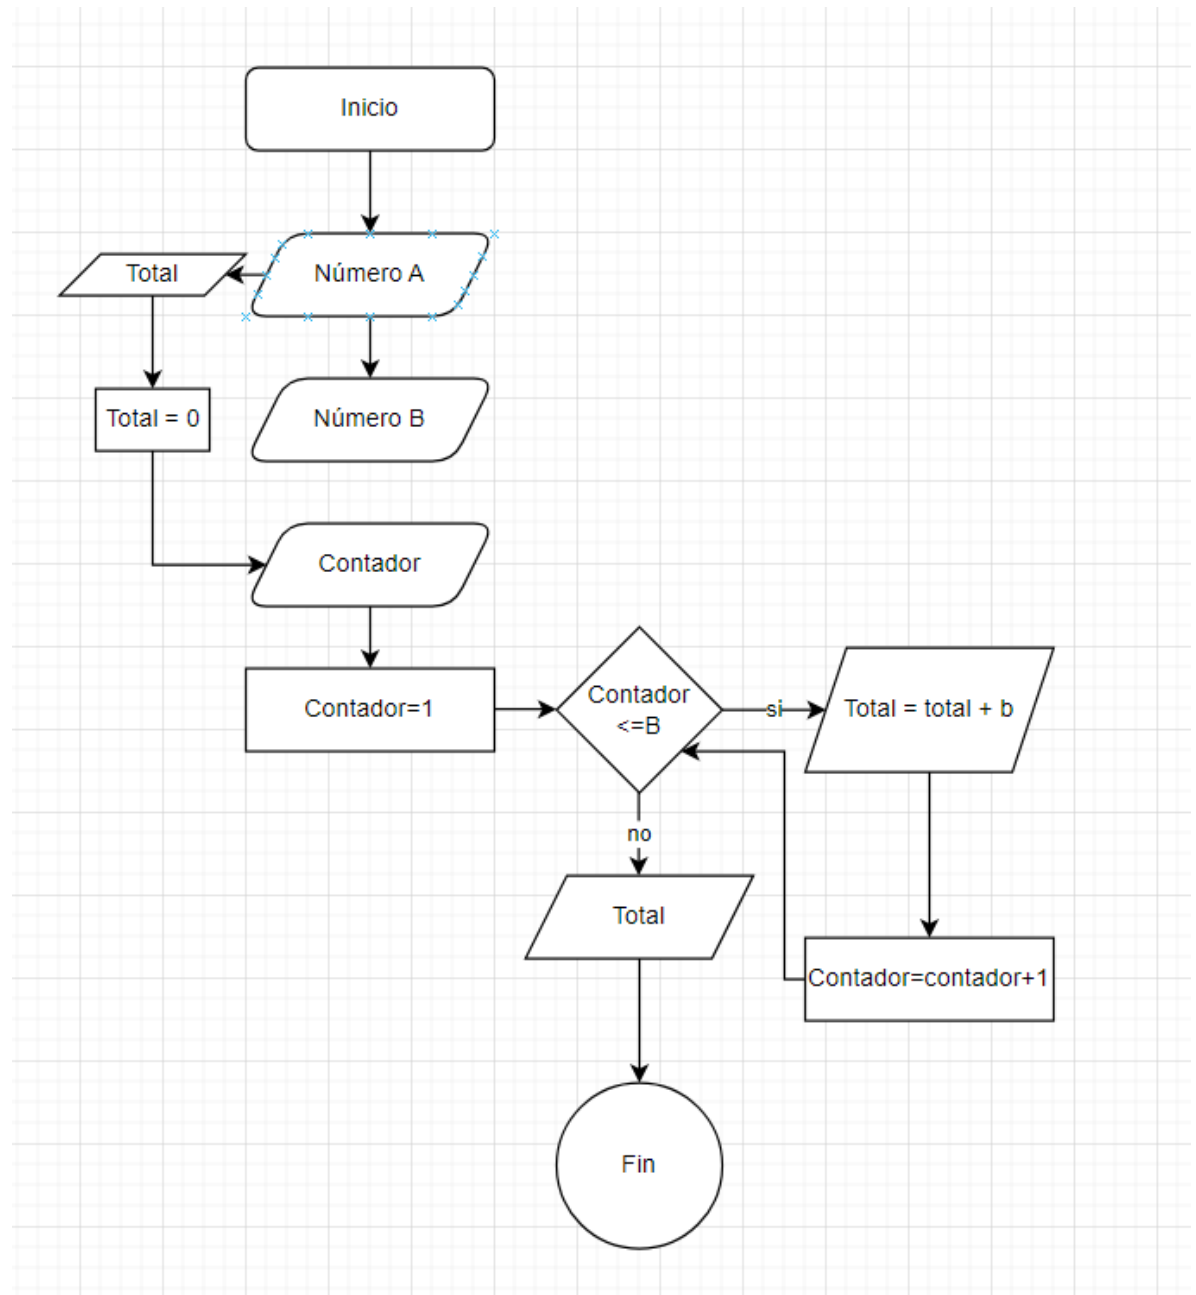 Inicio
Total
Número A
Total = 0
Número B
Contador
Contador=1
Contador
<=B
si
Total = total + b
no
Total
Contador=contador+1
Fin